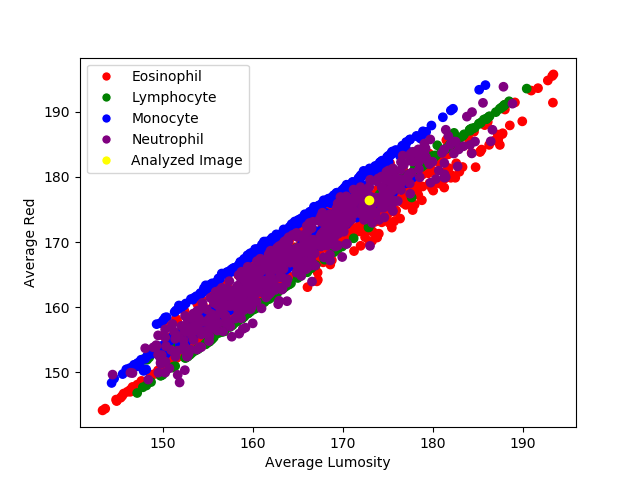 Eosinophil
Lymphocyte
Monocyte
Neutrophil
Analyzed Image
190
180
170
160
150
Average Red
150 160 170 180 190
Average Lumosity